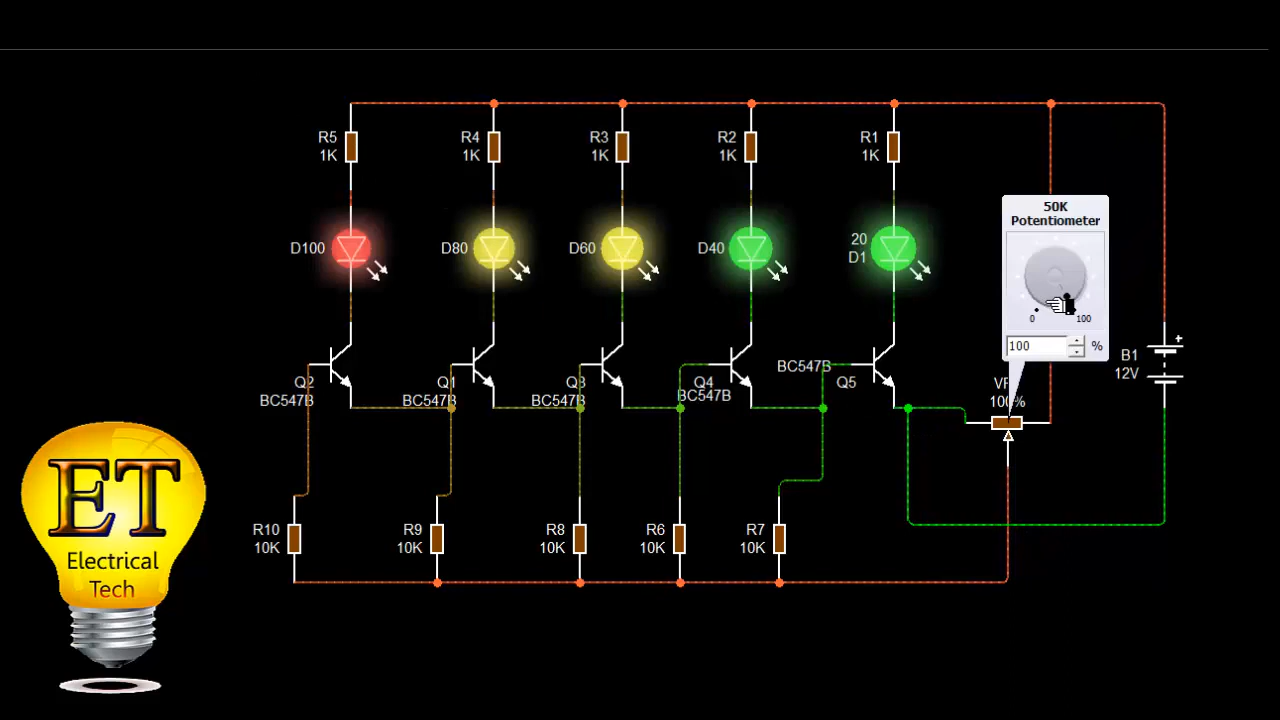 R5
1K
R4
1K
R3
1K
R2
1K
R1
1K
50K
Potentiometer
0
100
100
%
D100
D80
D60
D40
20
D1
B1
12V
Q2
BC547B
Q1
BC547B
Q3
BC547B
Q4
BC547B
BC547B
Q5
100%
R10
10K
R9
10K
R8
10K
R6
10K
R7
10K
ET
Electrical
Tech